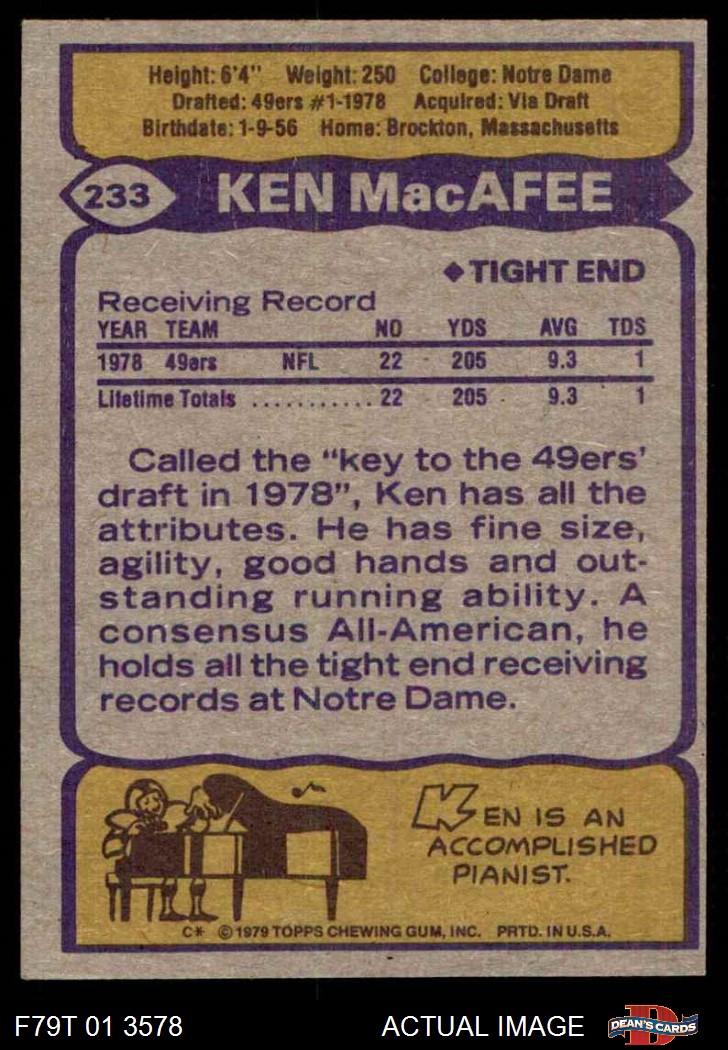 Height: 6'4" Weight: 250 College: Notre Dame
Drafted: 49ers #1-1978 Acquired: Via Draft
Birthdate: 1-9-56 Home: Brockton, Massachusetts
233 KEN MacAFEE
◆TIGHT END
Receiving Record
YEAR TEAM NO YDS AVG TDS
1978 49ers NFL 22 205 9.3 1
Lifetime Totals ........... 22 205 9.3 1
Called the "key to the 49ers'
draft in 1978", Ken has all the
attributes. He has fine size,
agility, good hands and out-
standing running ability. A
consensus All-American, he
holds all the tight end receiving
records at Notre Dame.
KEN IS AN
ACCOMPLISHED
PIANIST.
C* © 1979 TOPPS CHEWING GUM, INC. PRTD. IN U.S.A.
F79T 01 3578 ACTUAL IMAGE D DEAN'S CARDS